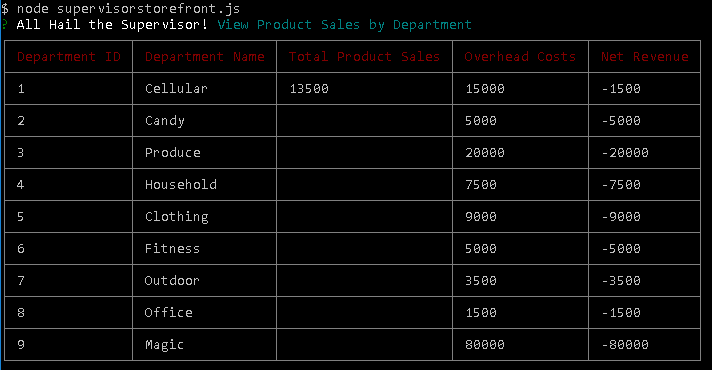 $ node supervisorstorefront.js
? All Hail the Supervisor! View Product Sales by Department
Department ID Department Name Total Product Sales Overhead Costs Net Revenue
1 Cellular 13500 15000 -1500
2 Candy 5000 -5000
3 Produce 20000 -20000
4 Household 7500 -7500
5 Clothing 9000 -9000
6 Fitness 5000 -5000
7 Outdoor 3500 -3500
8 Office 1500 -1500
9 Magic 80000 -80000